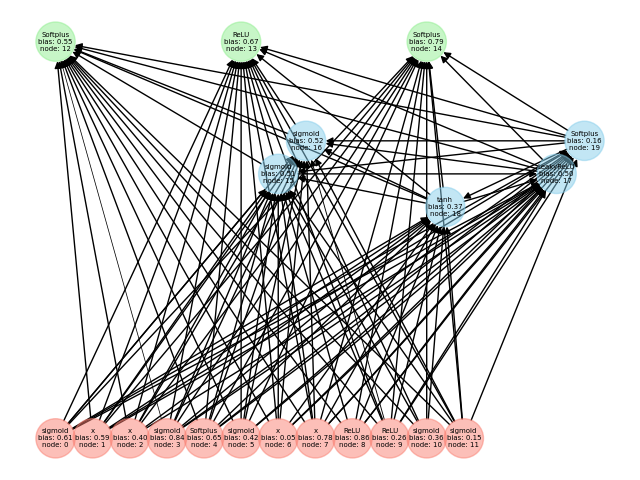 Softplus
bias: 0.55
node: 12
ReLU
bias: 0.67
node: 13
Softplus
bias: 0.79
node: 14
sigmoid
bias: 0.52
node: 16
Softplus
bias: 0.16
node: 19
sigmoid
node: 15
LeakyReLU
bias: 0.50
node: 17
tanh
bias: 0.37
node: 18
sigmoid
bias: 0.61
node: 0
x
bias: 0.59
node: 1
x
bias: 0.40
node: 2
sigmoid
bias: 0.84
node: 3
Softplus
bias: 0.65
node: 4
sigmoid
bias: 0.42
node: 5
x
bias: 0.05
node: 6
x
bias: 0.78
node: 7
ReLU
bias: 0.86
node: 8
ReLU
bias: 0.26
node: 9
sigmoid
bias: 0.36
node: 10
sigmoid
bias: 0.15
node: 11